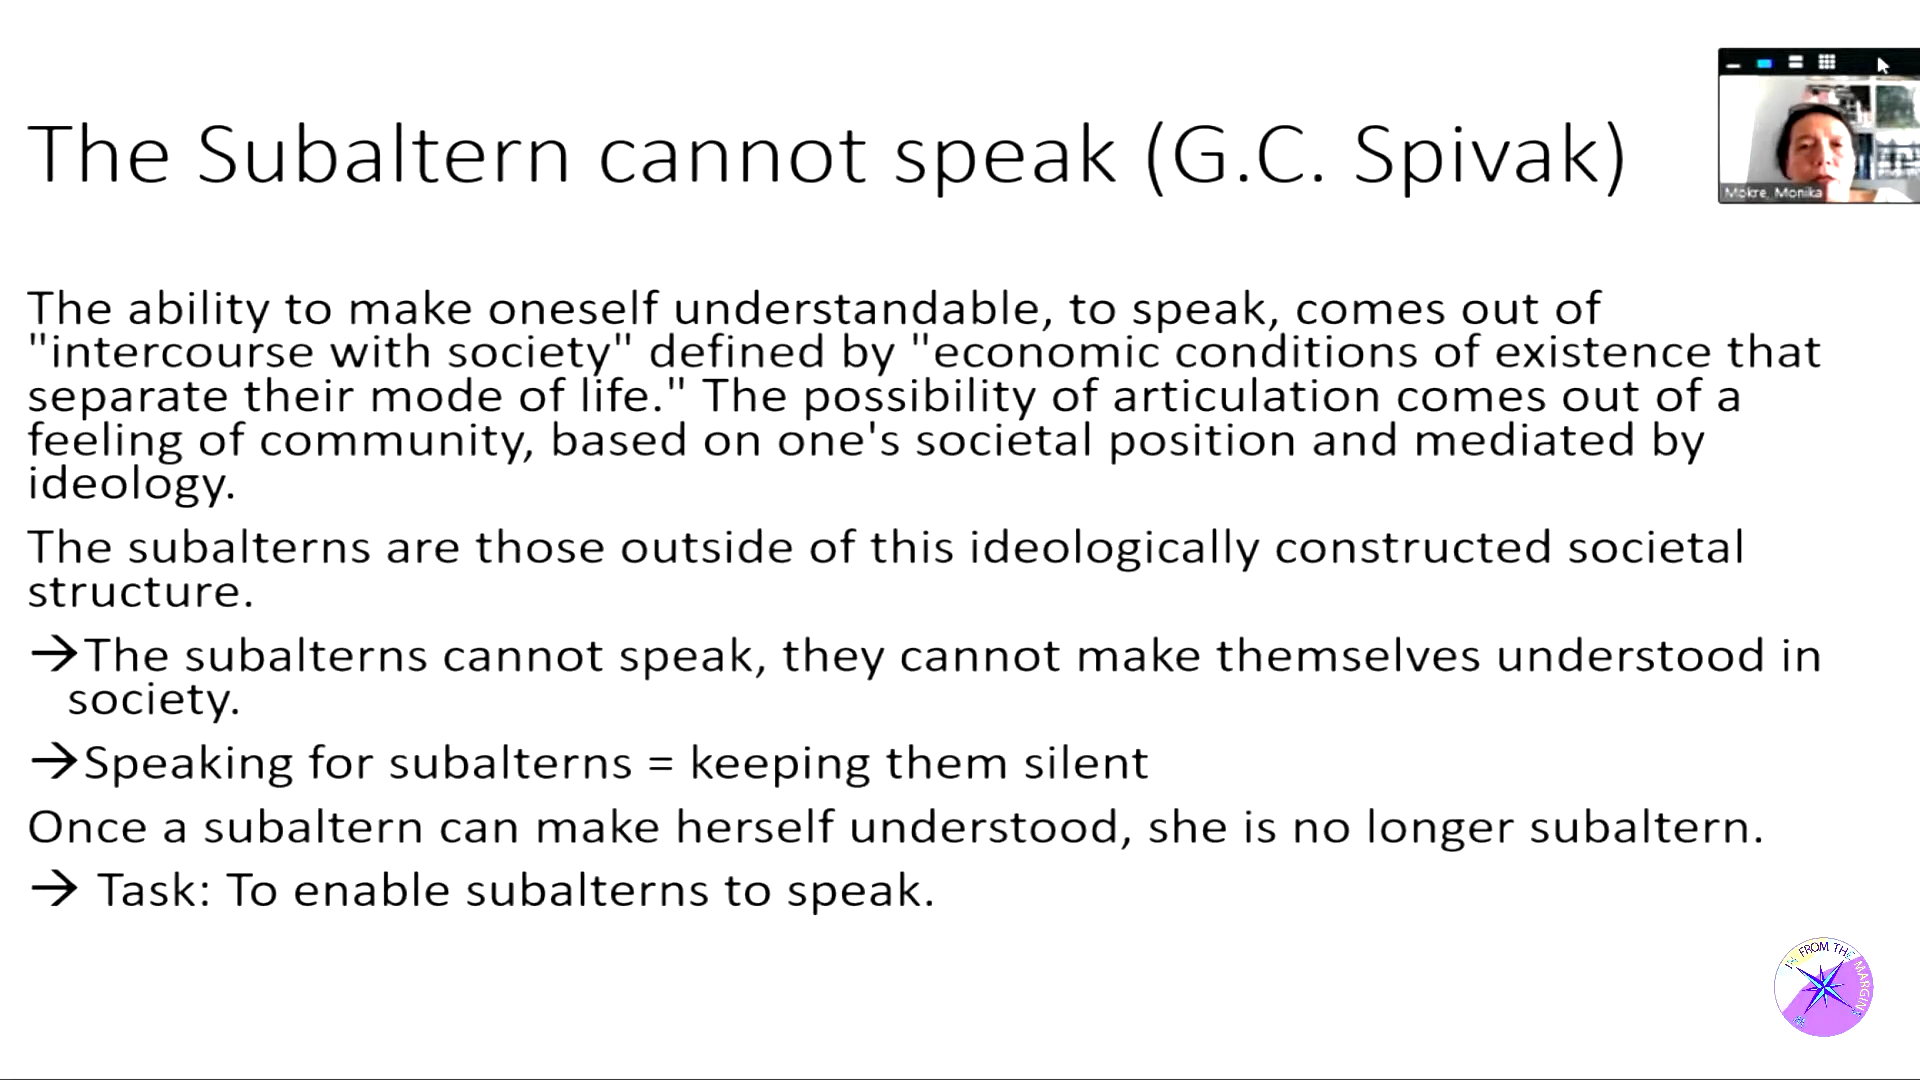 The Subaltern cannot speak (G.C. Spivak)
Mokre, Monika
The ability to make oneself understandable, to speak, comes out of
"intercourse with society" defined by "economic conditions of existence that
separate their mode of life." The possibility of articulation comes out of a
feeling of community, based on one's societal position and mediated by
ideology.
The subalterns are those outside of this ideologically constructed societal
structure.
→The subalterns cannot speak, they cannot make themselves understood in
society.
→Speaking for subalterns = keeping them silent
Once a subaltern can make herself understood, she is no longer subaltern.
→ Task: To enable subalterns to speak.
FROM THE